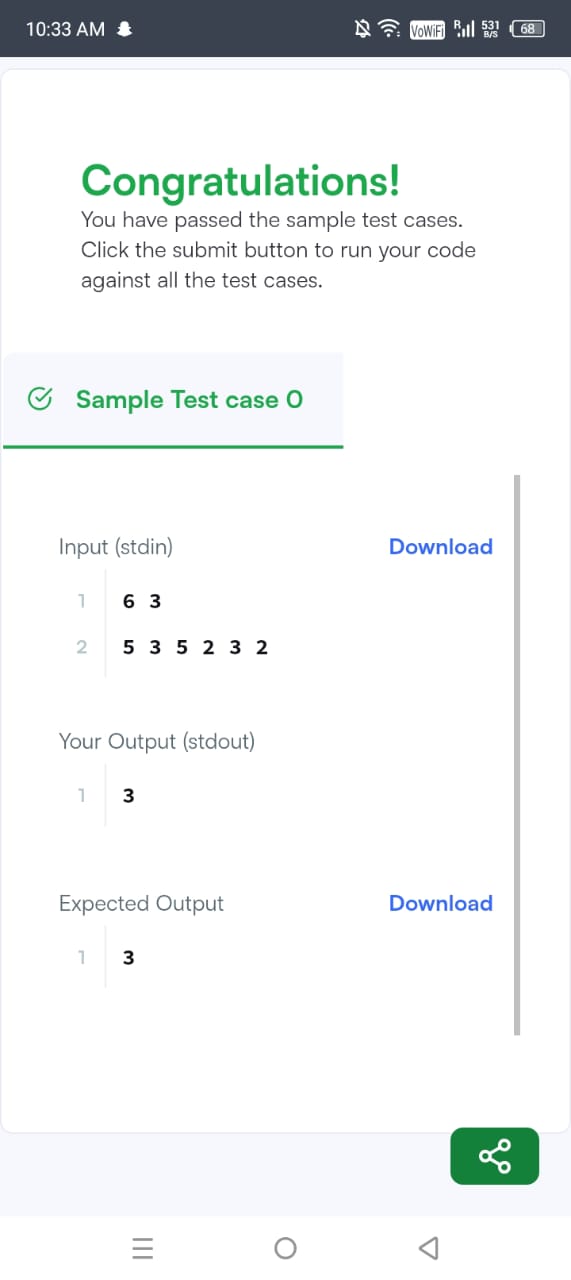 10:33 AM
VoWiFi R 531 B/S 68
Congratulations!
You have passed the sample test cases.
Click the submit button to run your code
against all the test cases.
Sample Test case 0
Input (stdin) Download
1 6 3
2 5 3 5 2 3 2
Your Output (stdout)
1 3
Expected Output Download
1 3